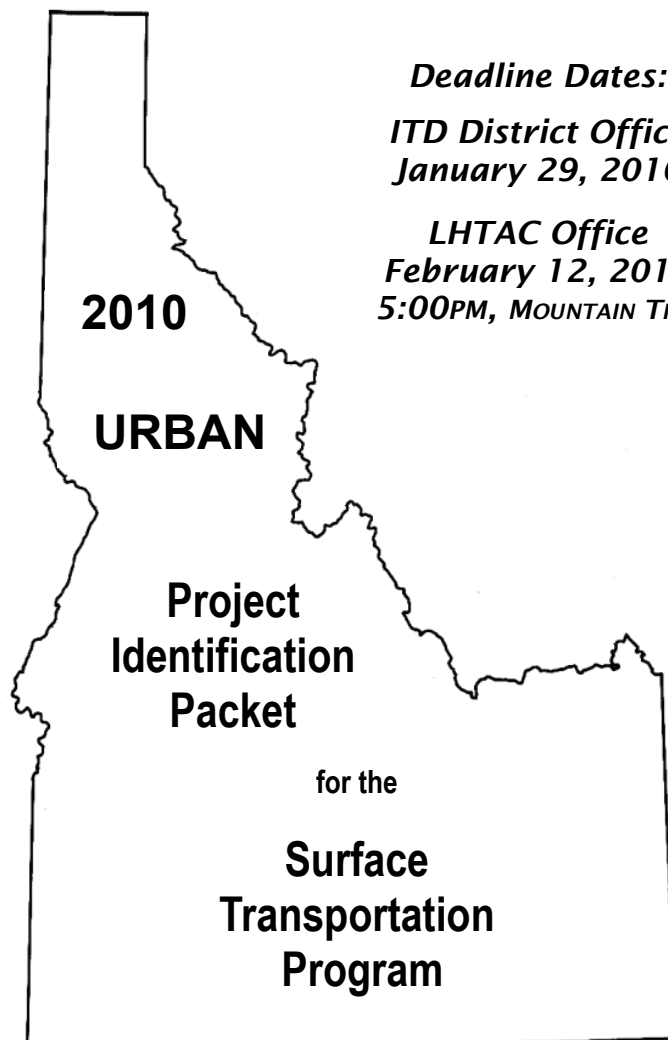 Deadline Dates:
ITD District Offic
January 29, 2010
LHTAC Office
February 12, 201
5:00PM, MOUNTAIN TI
2010
URBAN
Project
Identification
Packet
for the
Surface
Transportation
Program